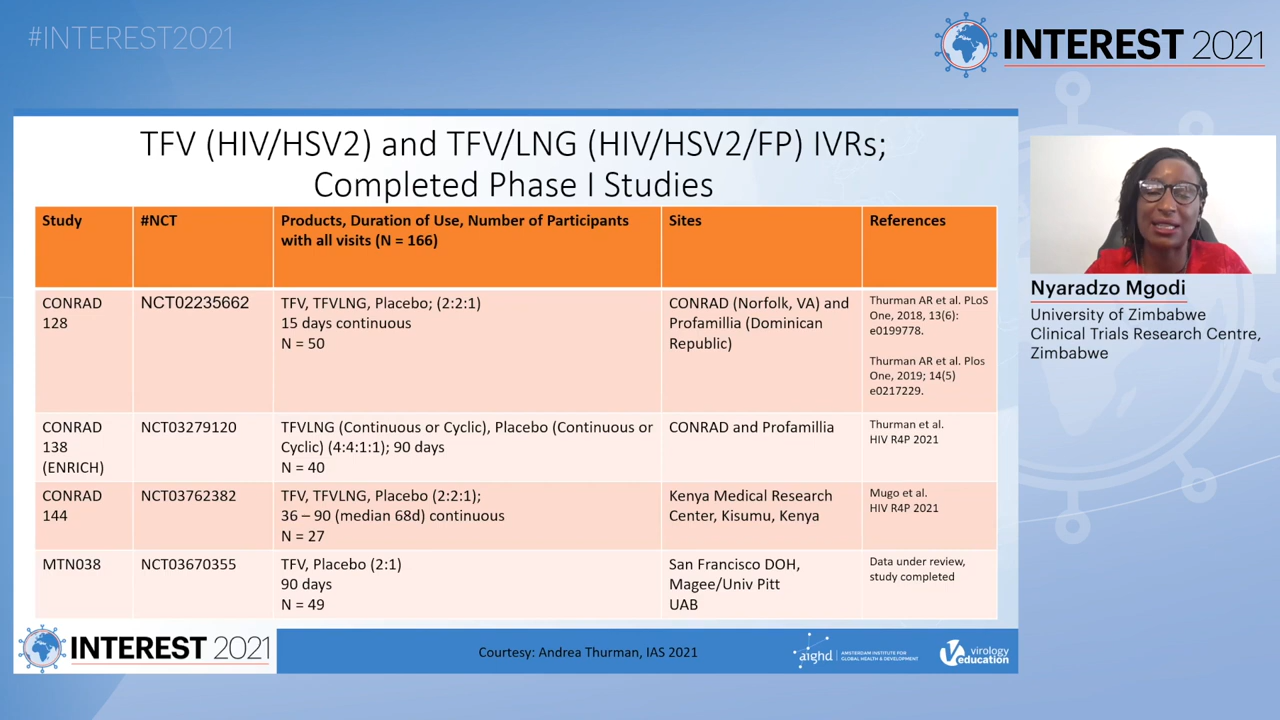 #INTEREST2021
INTEREST 2021
TFV (HIV/HSV2) and TFV/LNG (HIV/HSV2/FP) IVRs;
Completed Phase I Studies
Study
#NCT
Products, Duration of Use, Number of Participants
with all visits (N = 166)
Sites
References
CONRAD
128
NCT02235662
TFV, TFVLNG, Placebo; (2:2:1)
15 days continuous
N = 50
CONRAD (Norfolk, VA) and
Profamillia (Dominican
Republic)
Thurman AR et al. PLoS
One, 2018, 13(6):
e0199778.
Thurman AR et al. Plos
One, 2019; 14(5)
e0217229.
CONRAD
138
(ENRICH)
NCT03279120
TFVLNG (Continuous or Cyclic), Placebo (Continuous or
Cyclic) (4:4:1:1); 90 days
N = 40
CONRAD and Profamillia
Thurman et al.
HIV R4P 2021
CONRAD
144
NCT03762382
TFV, TFVLNG, Placebo (2:2:1);
36 – 90 (median 68d) continuous
N = 27
Kenya Medical Research
Center, Kisumu, Kenya
Mugo et al.
HIV R4P 2021
MTN038
NCT03670355
TFV, Placebo (2:1)
90 days
N = 49
San Francisco DOH,
Magee/Univ Pitt
UAB
Data under review,
study completed
INTEREST 2021
Courtesy: Andrea Thurman, IAS 2021
aighd
AMSTERDAM INSTITUTE FOR
GLOBAL HEALTH & DEVELOPMENT
virology
education
Nyaradzo Mgodi
University of Zimbabwe
Clinical Trials Research Centre,
Zimbabwe